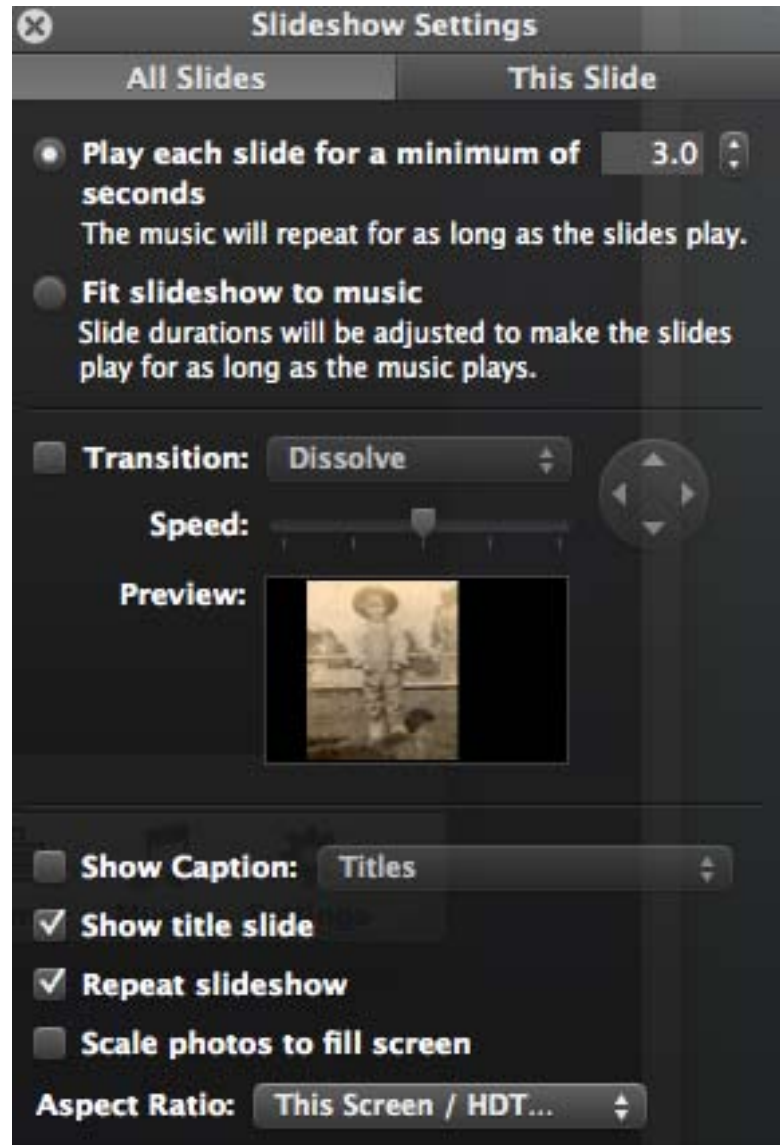 Slideshow Settings
All Slides This Slide
Play each slide for a minimum of 3.0
seconds
The music will repeat for as long as the slides play.
Fit slideshow to music
Slide durations will be adjusted to make the slides
play for as long as the music plays.
Transition: Dissolve
Speed:
Preview:
Show Caption: Titles
Show title slide
Repeat slideshow
Scale photos to fill screen
Aspect Ratio: This Screen / HDT...